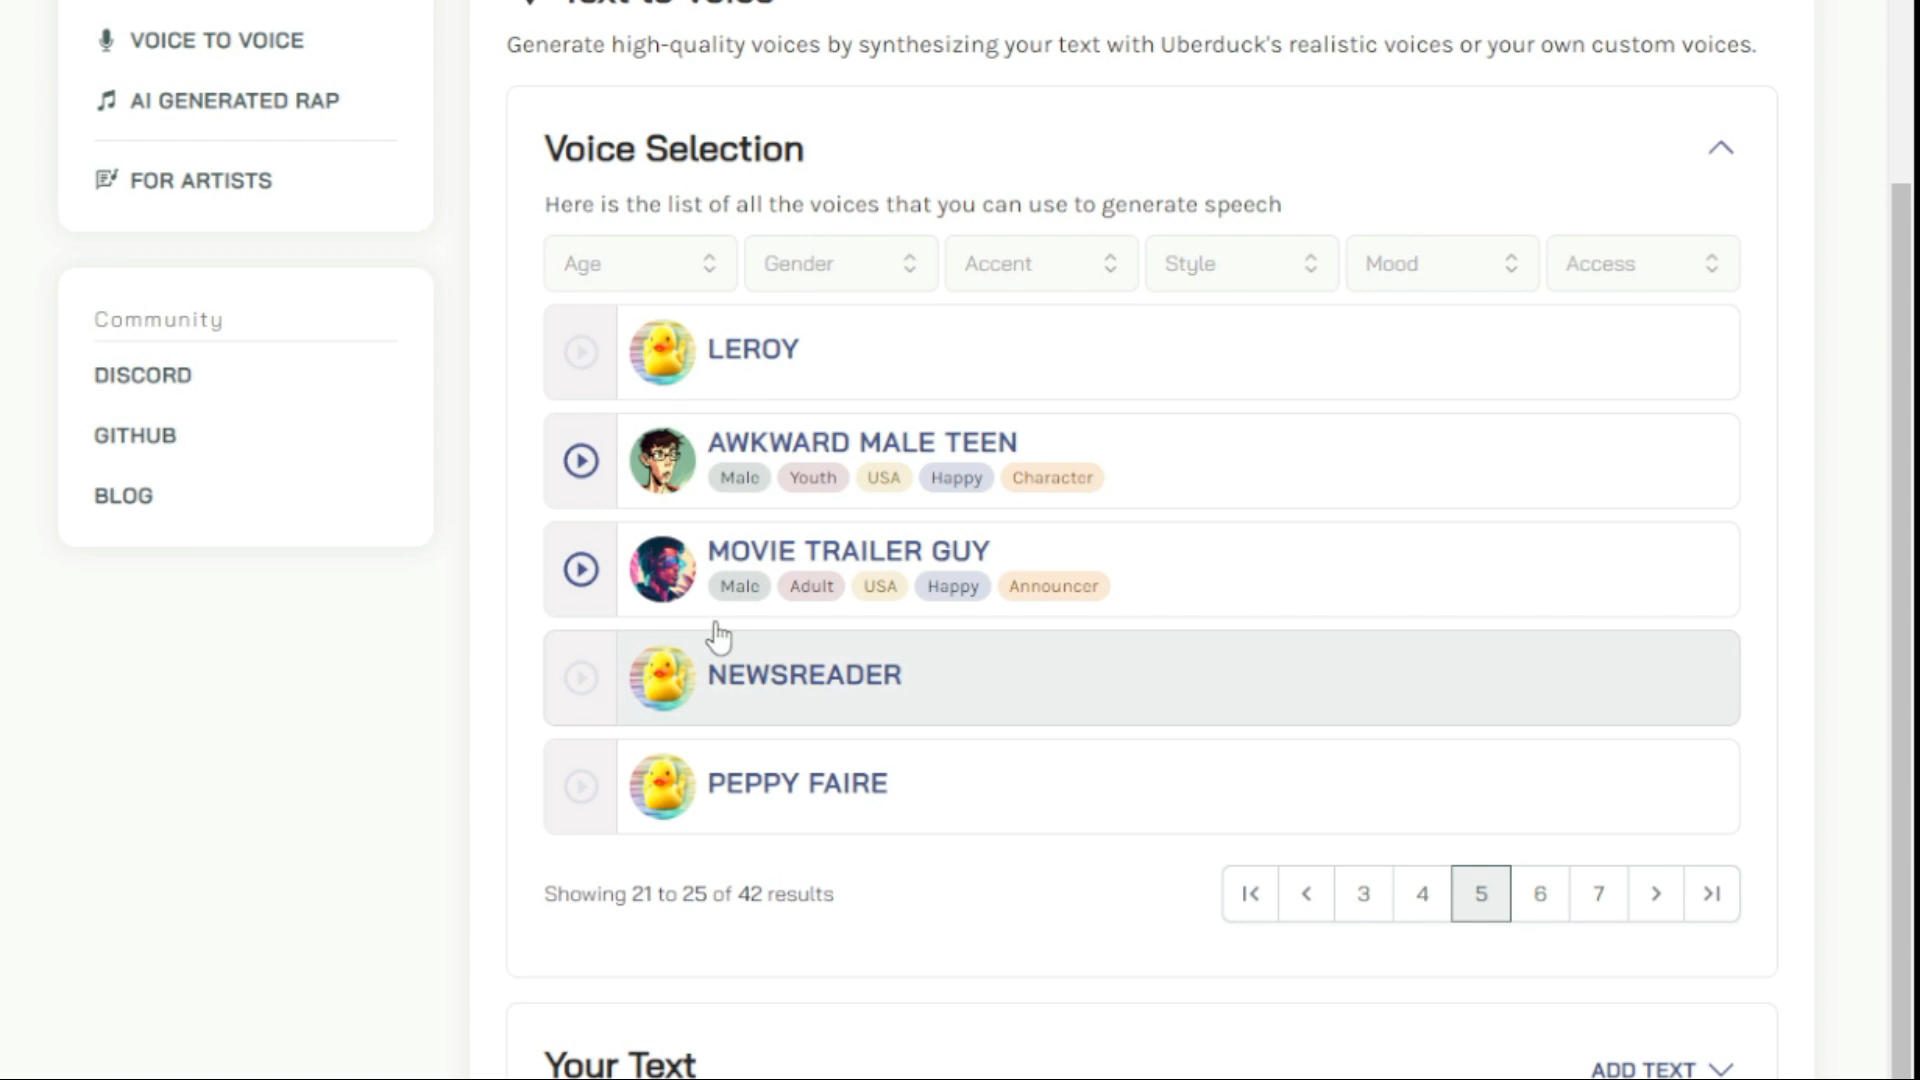 Text to Voice
VOICE TO VOICE
Generate high-quality voices by synthesizing your text with Uberduck's realistic voices or your own custom voices.
AI GENERATED RAP
FOR ARTISTS
Community
DISCORD
GITHUB
BLOG
Voice Selection
Here is the list of all the voices that you can use to generate speech
Age Gender Accent Style Mood Access
LEROY
AWKWARD MALE TEEN
Male Youth USA Happy Character
MOVIE TRAILER GUY
Male Adult USA Happy Announcer
NEWSREADER
PEPPY FAIRE
Showing 21 to 25 of 42 results
3 4 5 6 7
Your Text
ADD TEXT